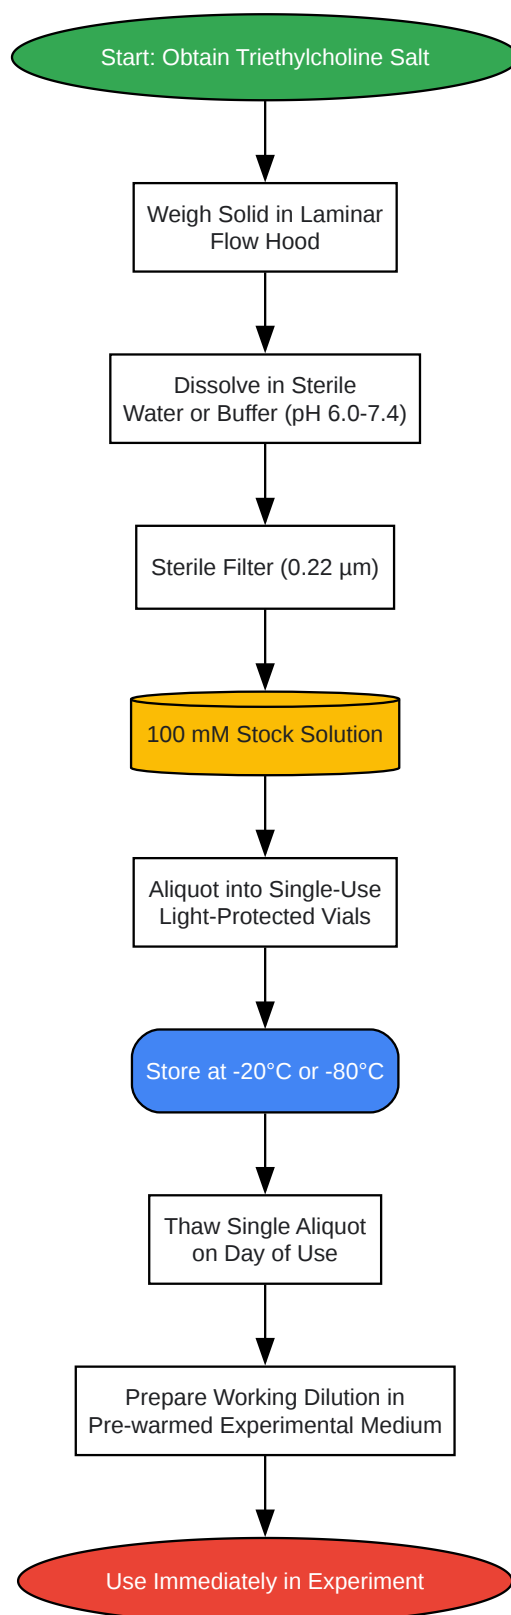 Start: Obtain Triethylcholine Salt
Weigh Solid in Laminar
Flow Hood
Dissolve in Sterile
Water or Buffer (pH 6.0-7.4)
Sterile Filter (0.22 µm)
100 mM Stock Solution
Aliquot into Single-Use
Light-Protected Vials
Store at -20°C or -80°C
Thaw Single Aliquot
on Day of Use
Prepare Working Dilution in
Pre-warmed Experimental Medium
Use Immediately in Experiment